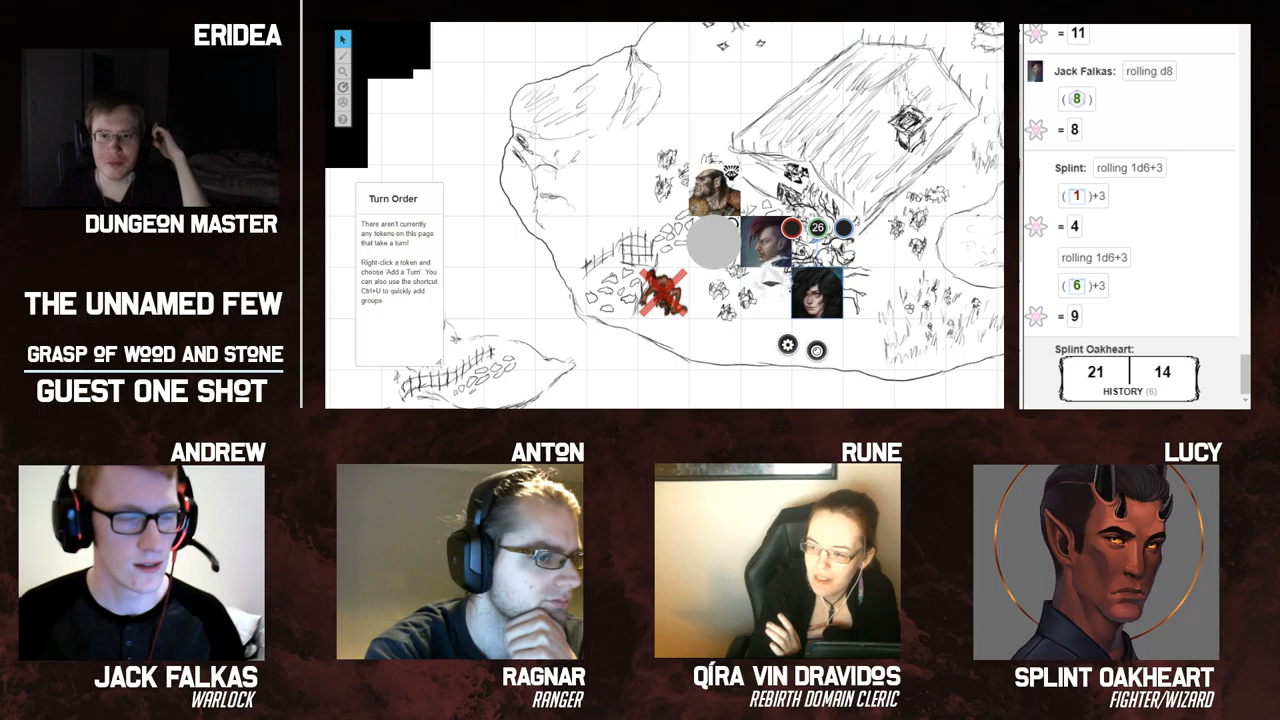 ERIDEA
DUNGEON MASTER
THE UNNAMED FEW
GRASP OF WOOD AND STONE
GUEST ONE SHOT
Turn Order
There aren't currently
any tokens on this page
that take a turn!
Right-click a token and
choose 'Add a Turn'. You
can also use the shortcut
Ctrl+U to quickly add
groups.
26
= 11
Jack Falkas: rolling d8
( 8 )
= 8
Splint: rolling 1d6+3
( 1 )+3
= 4
rolling 1d6+3
( 6 )+3
= 9
Splint Oakheart:
21 14
HISTORY (6)
ANDREW
JACK FALKAS
WARLOCK
ANTON
RAGNAR
RANGER
RUNE
QÍRA VIN DRAVIDOS
REBIRTH DOMAIN CLERIC
LUCY
SPLINT OAKHEART
FIGHTER/WIZARD